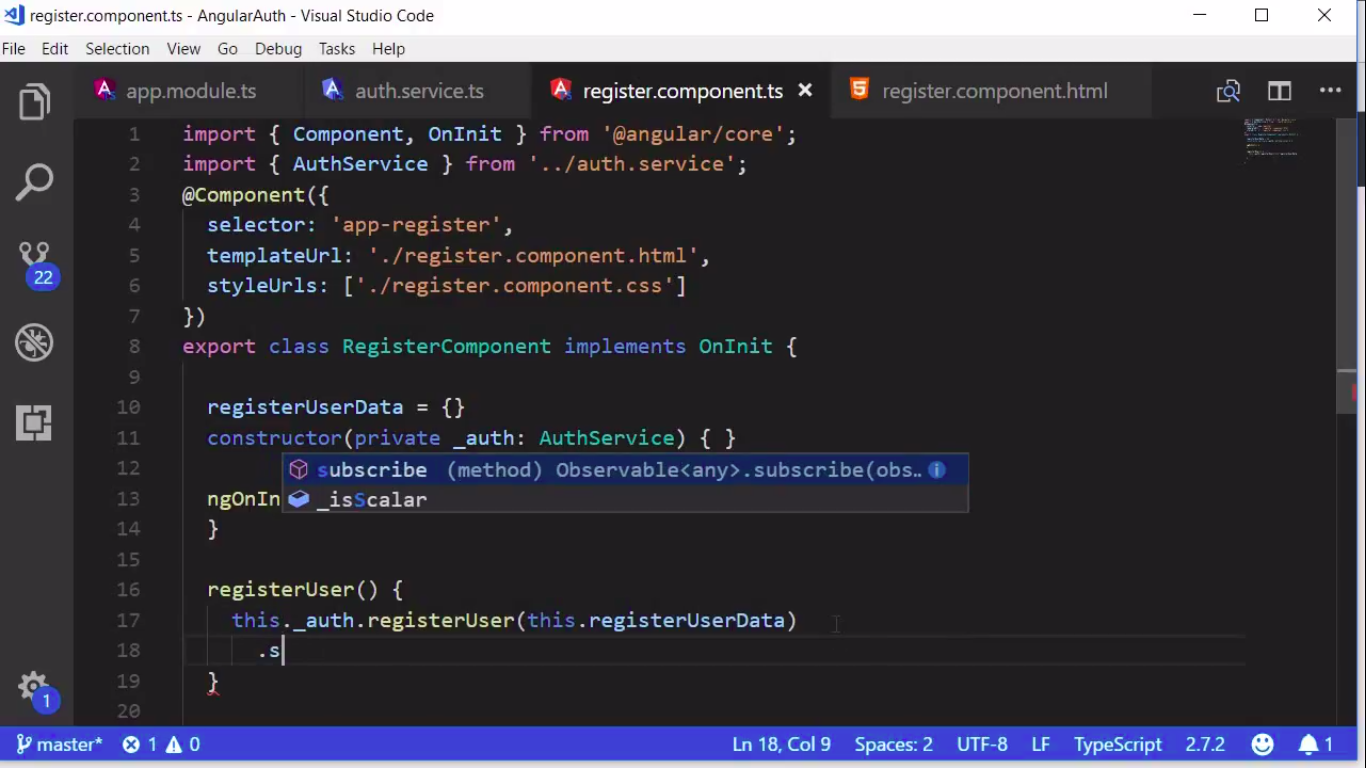 register.component.ts - AngularAuth - Visual Studio Code
File Edit Selection View Go Debug Tasks Help
app.module.ts auth.service.ts register.component.ts register.component.html
1 import { Component, OnInit } from '@angular/core';
2 import { AuthService } from '../auth.service';
3 @Component({
4 selector: 'app-register',
5 templateUrl: './register.component.html',
6 styleUrls: ['./register.component.css']
7 })
8 export class RegisterComponent implements OnInit {
9
10 registerUserData = {}
11 constructor(private _auth: AuthService) { }
12 subscribe (method) Observable<any>.subscribe(obs…
13 ngOnIn _isScalar
14 }
15
16 registerUser() {
17 this._auth.registerUser(this.registerUserData)
18 .s
19 }
20
22
1
master* 1 0 Ln 18, Col 9 Spaces: 2 UTF-8 LF TypeScript 2.7.2 1